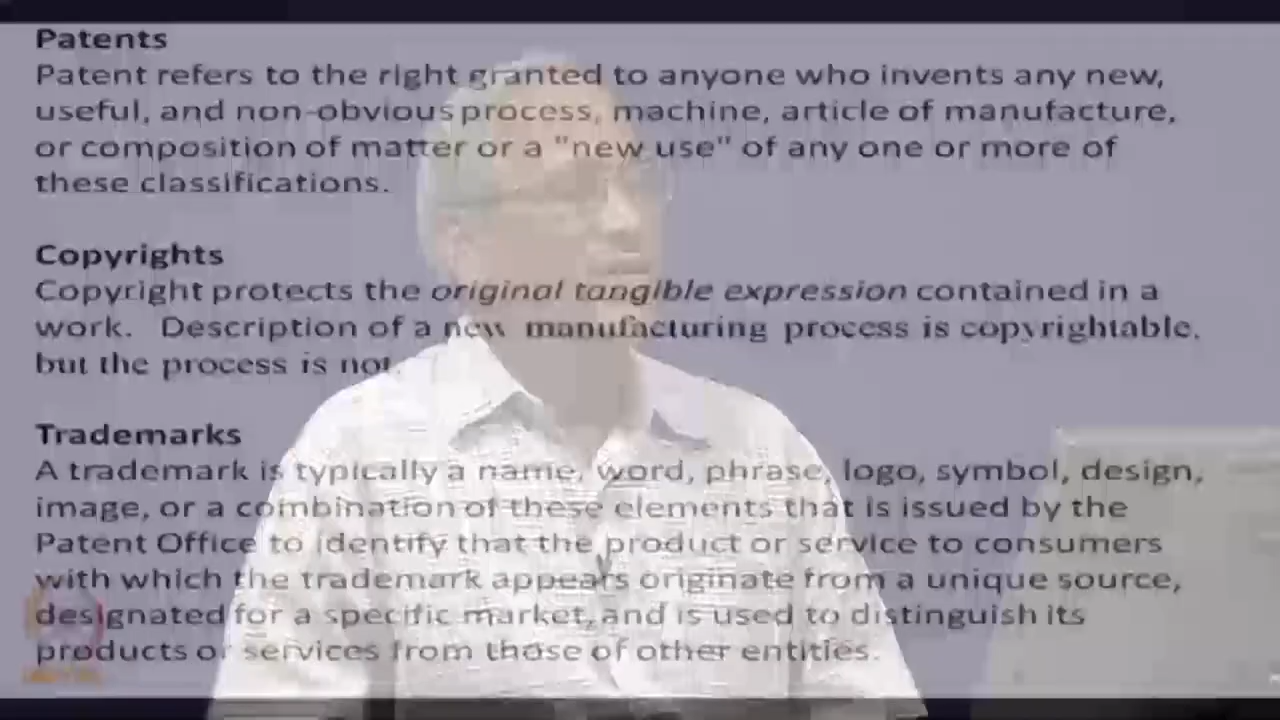 Patents
Patent refers to the right granted to anyone who invents any new,
useful, and non-obvious process, machine, article of manufacture,
or composition of matter or a "new use" of any one or more of
these classifications.
Copyrights
Copyright protects the original tangible expression contained in a
work. Description of a new manufacturing process is copyrightable,
but the process is not.
Trademarks
A trademark is typically a name, word, phrase, logo, symbol, design,
image, or a combination of these elements that is issued by the
Patent Office to identify that the product or service to consumers
with which the trademark appears originate from a unique source,
designated for a specific market, and is used to distinguish its
products or services from those of other entities.